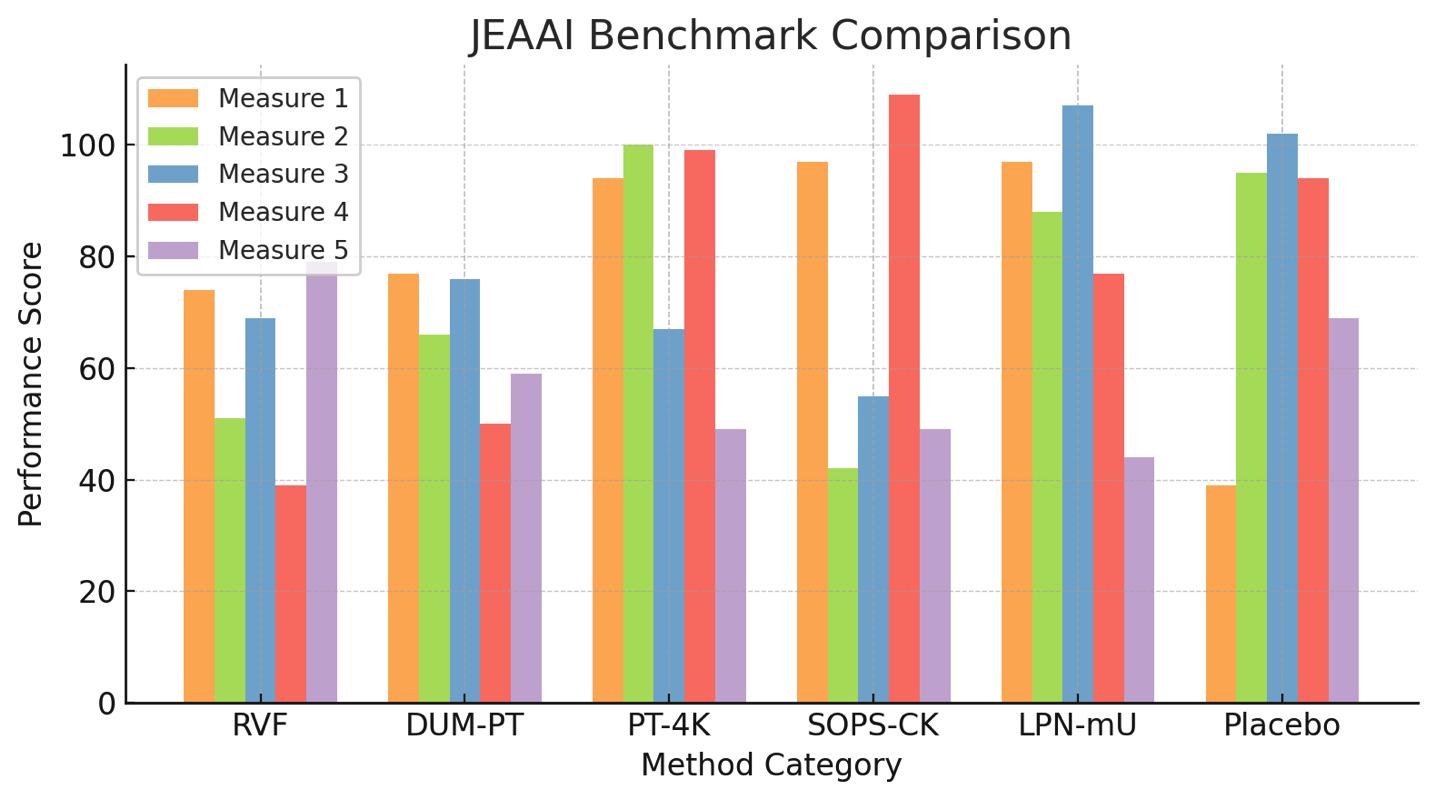 JEAAI Benchmark Comparison
Measure 1
Measure 2
Measure 3
Measure 4
Measure 5
Performance Score
100
80
60
40
20
0
RVF DUM-PT PT-4K SOPS-CK LPN-mU Placebo
Method Category